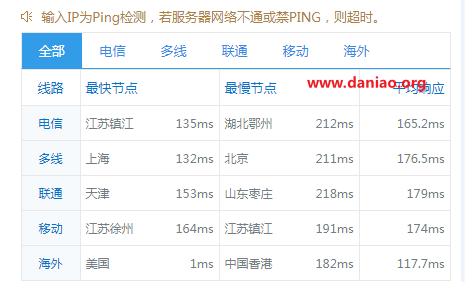 输入IP为Ping检测，若服务器网络不通或禁PING，则超时。
全部 电信 多线 联通 移动 海外
www.daniao.org
线路 最快节点 最慢节点 平均响应
电信 江苏镇江 135ms 湖北鄂州 212ms 165.2ms
多线 上海 132ms 北京 211ms 176.5ms
联通 天津 153ms 山东枣庄 218ms 179ms
移动 江苏徐州 164ms 江苏镇江 191ms 174ms
海外 美国 1ms 中国香港 182ms 117.7ms